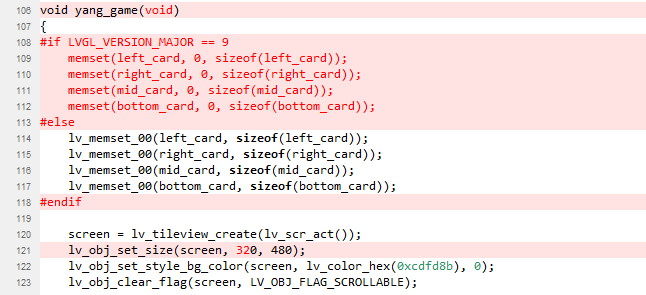 106 void yang_game(void)
107 {
108 #if LVGL_VERSION_MAJOR == 9
109     memset(left_card, 0, sizeof(left_card));
110     memset(right_card, 0, sizeof(right_card));
111     memset(mid_card, 0, sizeof(mid_card));
112     memset(bottom_card, 0, sizeof(bottom_card));
113 #else
114     lv_memset_00(left_card, sizeof(left_card));
115     lv_memset_00(right_card, sizeof(right_card));
116     lv_memset_00(mid_card, sizeof(mid_card));
117     lv_memset_00(bottom_card, sizeof(bottom_card));
118 #endif
119
120     screen = lv_tileview_create(lv_scr_act());
121     lv_obj_set_size(screen, 320, 480);
122     lv_obj_set_style_bg_color(screen, lv_color_hex(0xcdfd8b), 0);
123     lv_obj_clear_flag(screen, LV_OBJ_FLAG_SCROLLABLE);